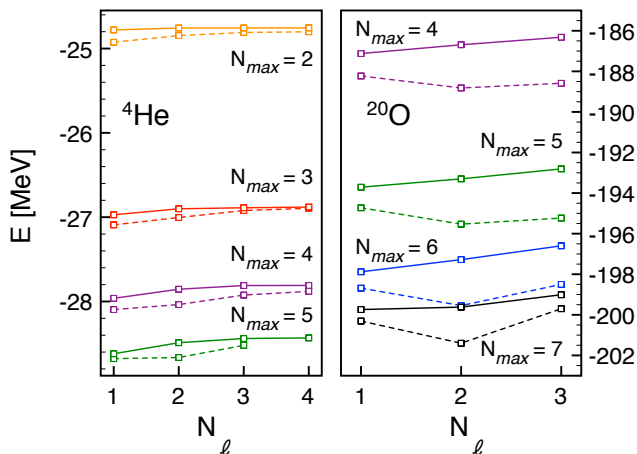 E [MeV]
-25
-26
-27
-28
⁴He
N_max = 2
N_max = 3
N_max = 4
N_max = 5
1 2 3 4
N_ℓ
²⁰O
N_max = 4
N_max = 5
N_max = 6
N_max = 7
-186
-188
-190
-192
-194
-196
-198
-200
-202
1 2 3
N_ℓ